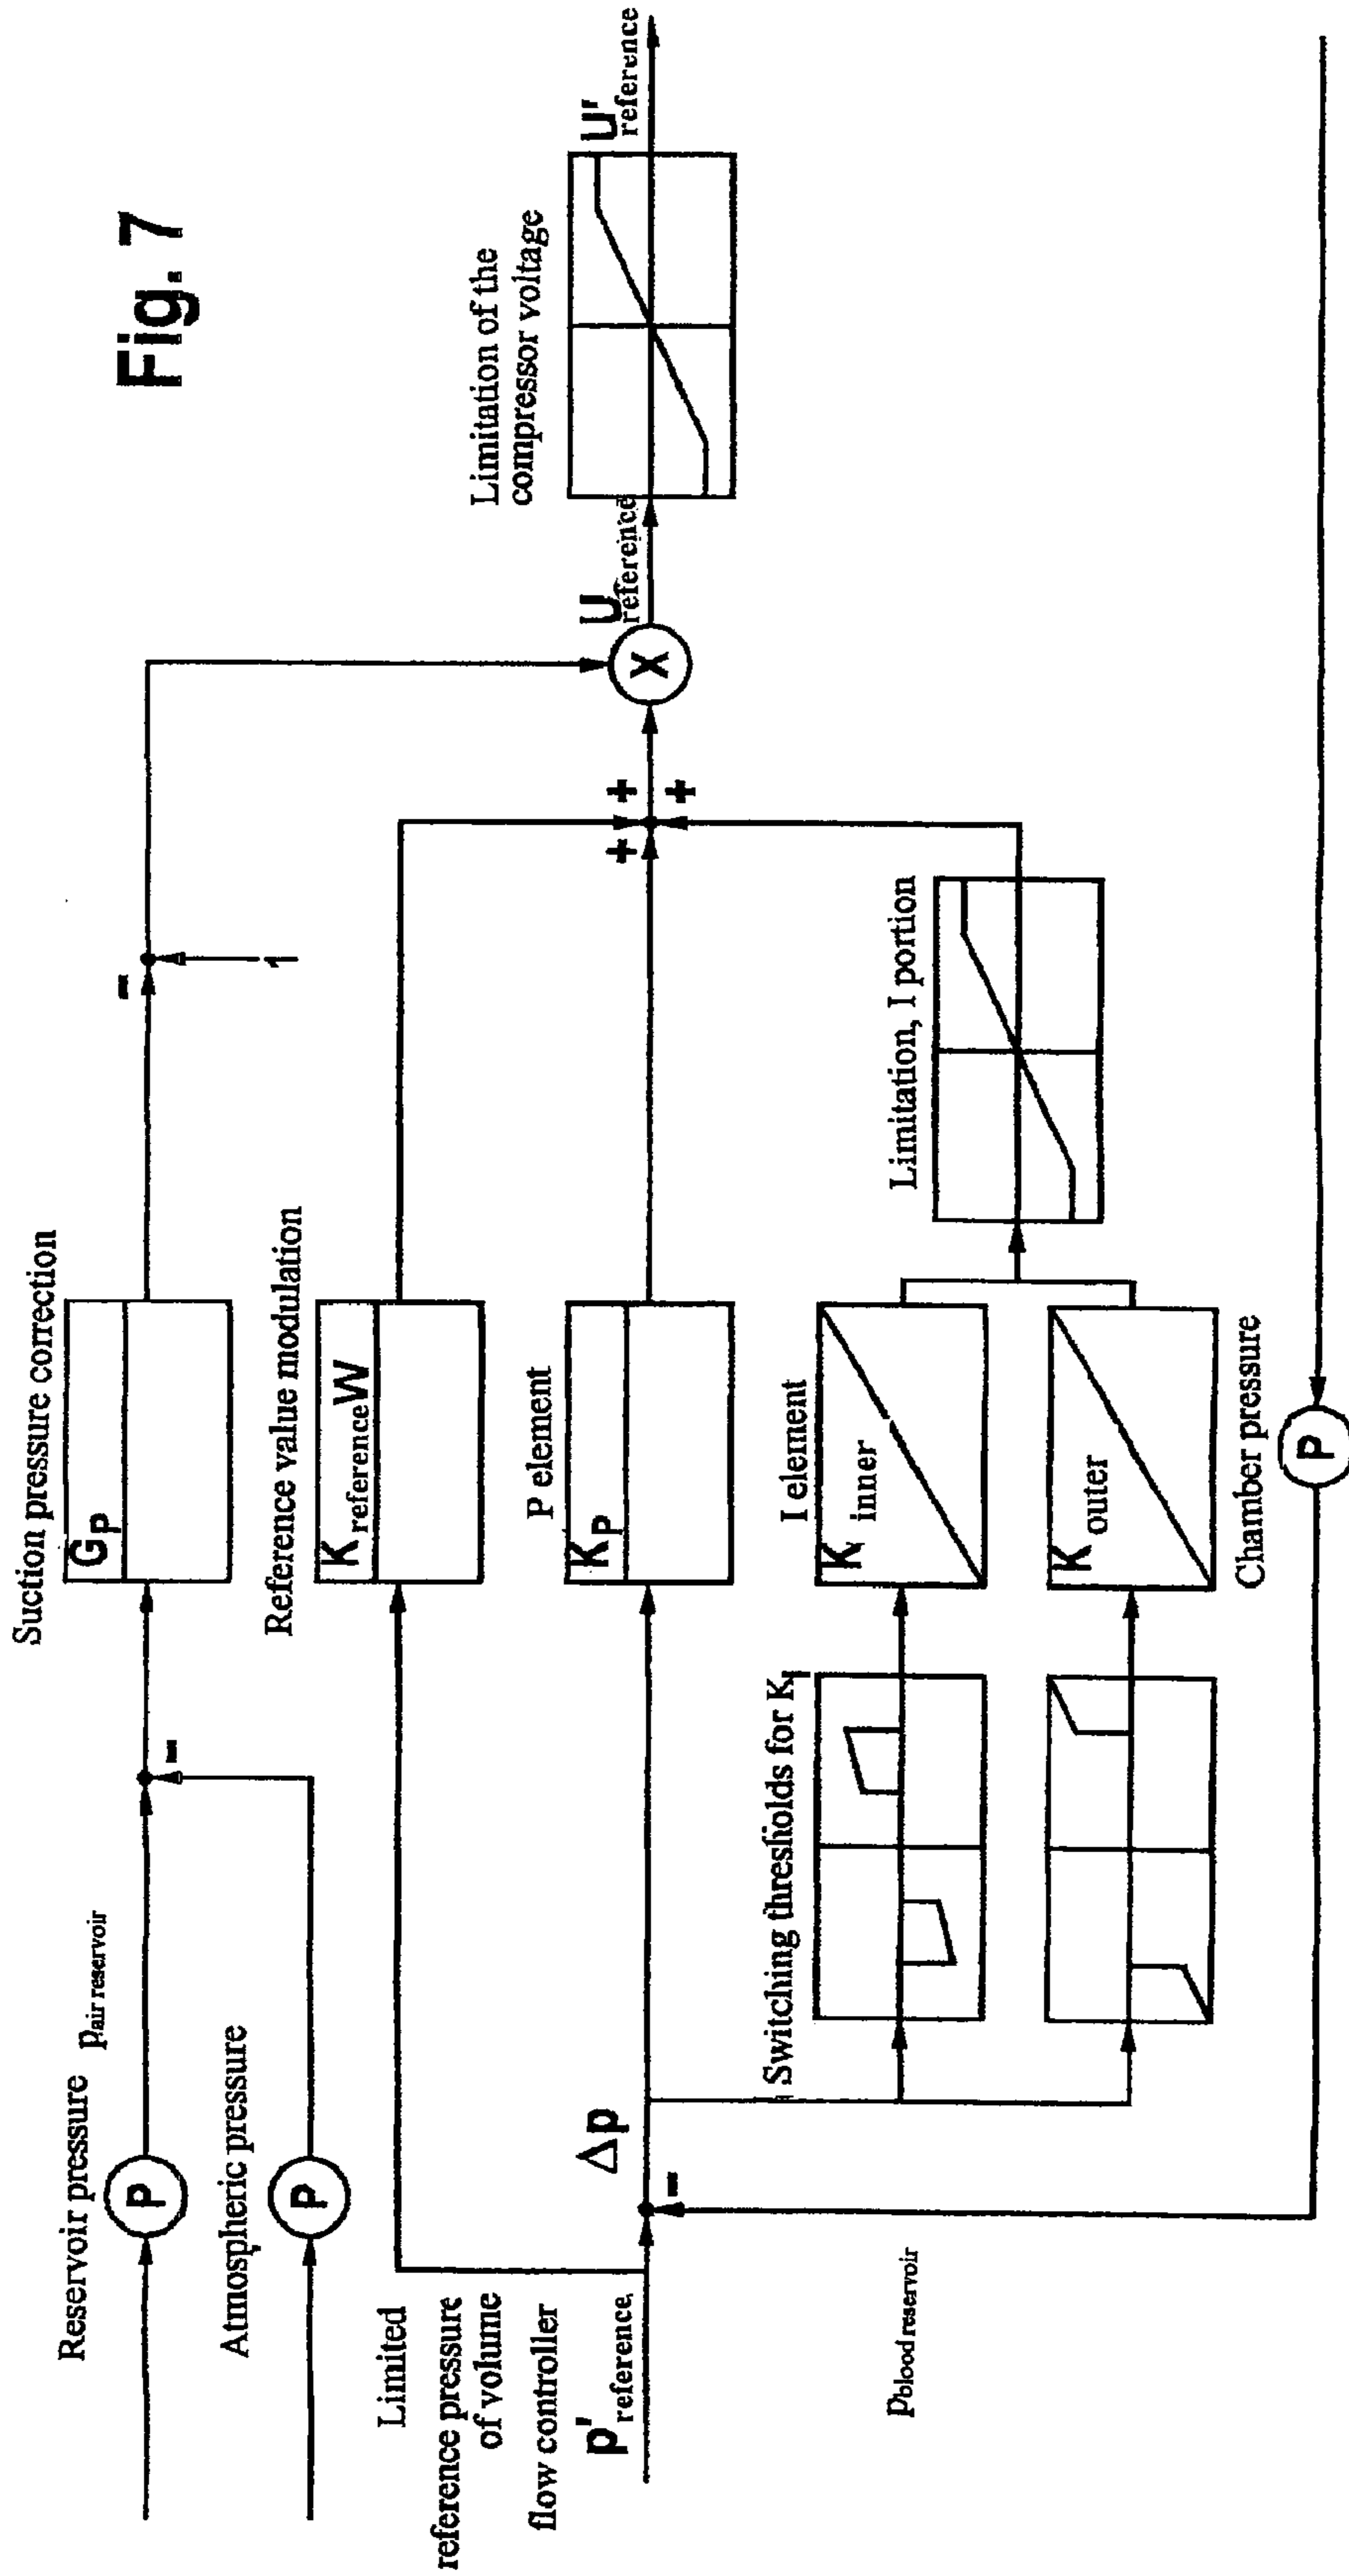 Fig. 7
Reservoir pressure
P
pair reservoir
Atmospheric pressure
P
-
Suction pressure correction
GP
-
1
Reference value modulation
KreferenceW
Limited
reference pressure
of volume
flow controller
p'reference
Δp
-
P element
KP
+
+
+
X
Ureference
Limitation of the
compressor voltage
U'reference
pblood reservoir
Switching thresholds for KI
I element
K inner
K outer
Limitation, I portion
Chamber pressure
P